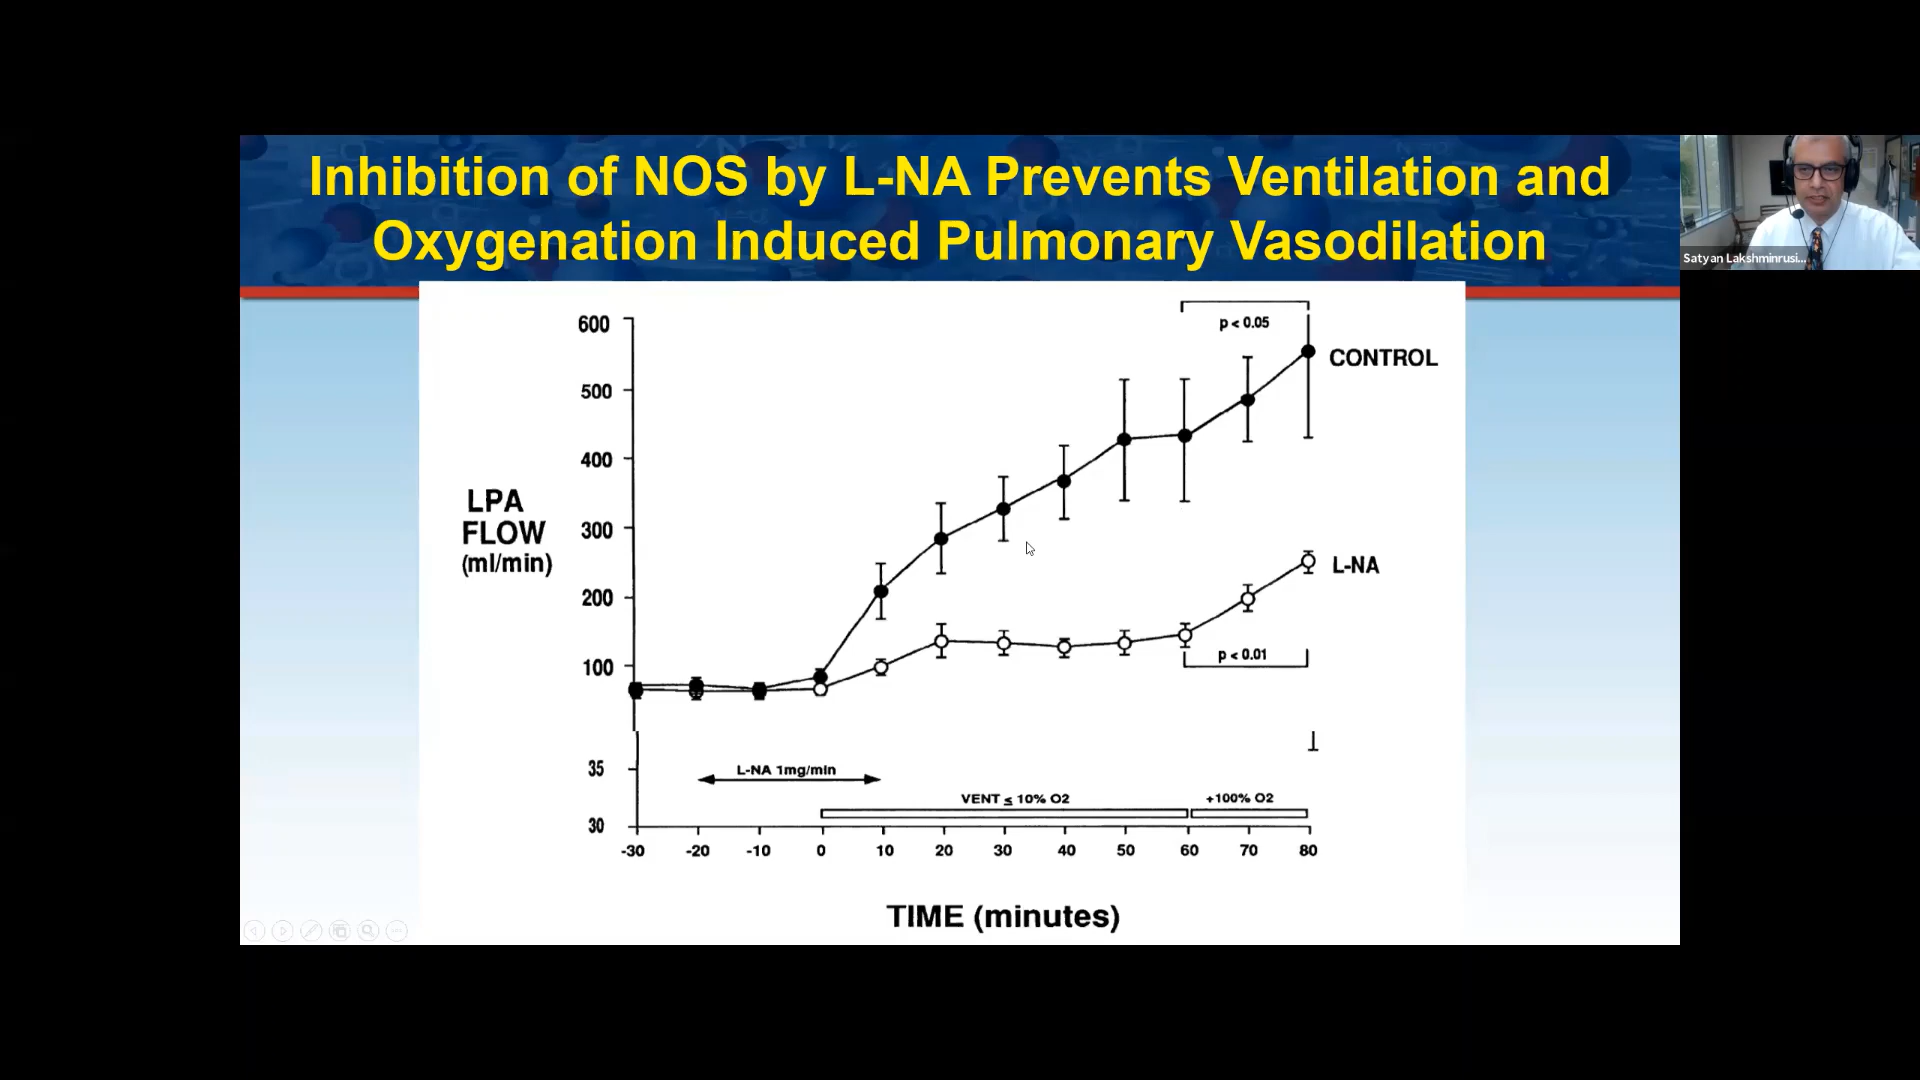 Inhibition of NOS by L-NA Prevents Ventilation and
Oxygenation Induced Pulmonary Vasodilation
Satyan Lakshminrusi...
600
p < 0.05
CONTROL
500
400
LPA
FLOW
(ml/min)
300
L-NA
200
p < 0.01
100
35
L-NA 1mg/min
VENT ≤ 10% O2
+100% O2
30
-30 -20 -10 0 10 20 30 40 50 60 70 80
TIME (minutes)